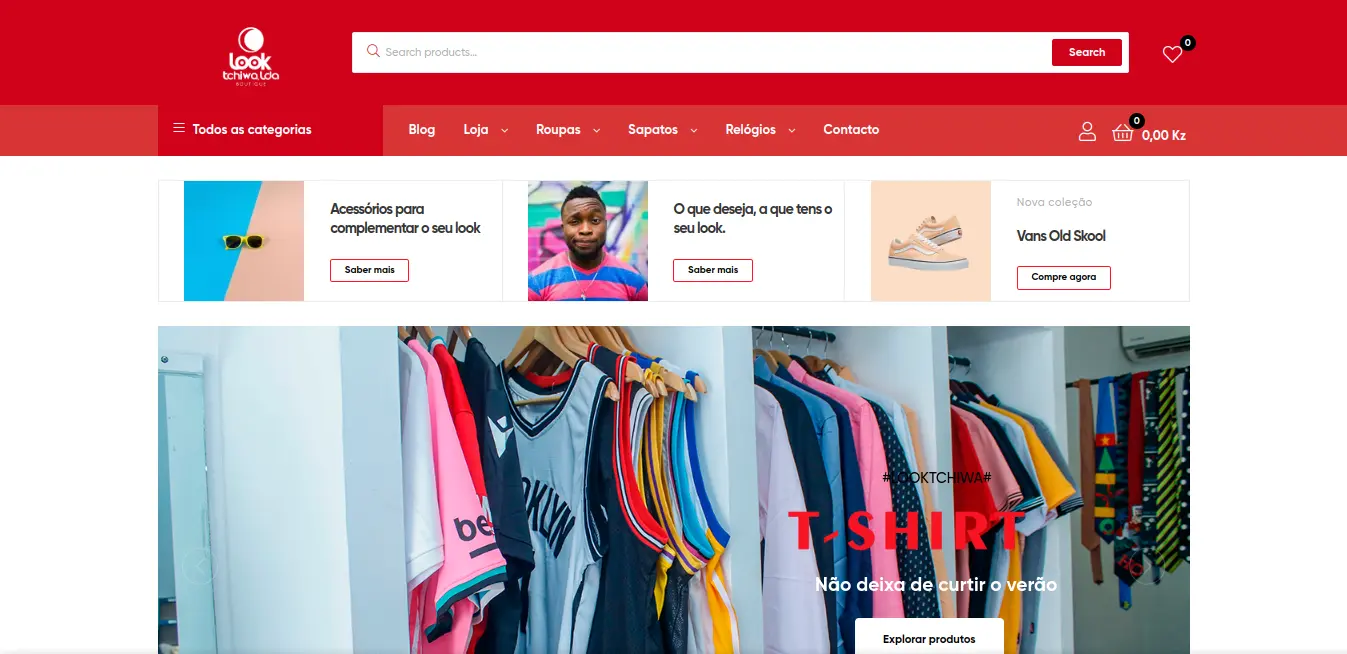 Look
tchiwa.lda
BOUTIQUE
Search products...
Search
0
Todos as categorias
Blog
Loja
Roupas
Sapatos
Relógios
Contacto
0
0,00 Kz
Acessórios para
complementar o seu look
Saber mais
O que deseja, a que tens o
seu look.
Saber mais
Nova coleção
Vans Old Skool
Compre agora
be
#LOOKTCHIWA#
T-SHIRT
Não deixa de curtir o verão
Explorar produtos